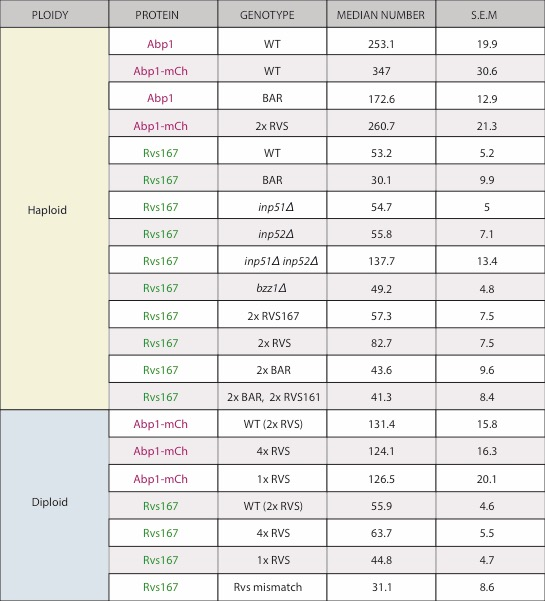 PLOIDY PROTEIN GENOTYPE MEDIAN NUMBER S.E.M
Haploid
Abp1 WT 253.1 19.9
Abp1-mCh WT 347 30.6
Abp1 BAR 172.6 12.9
Abp1-mCh 2x RVS 260.7 21.3
Rvs167 WT 53.2 5.2
Rvs167 BAR 30.1 9.9
Rvs167 inp51Δ 54.7 5
Rvs167 inp52Δ 55.8 7.1
Rvs167 inp51Δ inp52Δ 137.7 13.4
Rvs167 bzz1Δ 49.2 4.8
Rvs167 2x RVS167 57.3 7.5
Rvs167 2x RVS 82.7 7.5
Rvs167 2x BAR 43.6 9.6
Rvs167 2x BAR, 2x RVS161 41.3 8.4
Diploid
Abp1-mCh WT (2x RVS) 131.4 15.8
Abp1-mCh 4x RVS 124.1 16.3
Abp1-mCh 1x RVS 126.5 20.1
Rvs167 WT (2x RVS) 55.9 4.6
Rvs167 4x RVS 63.7 5.5
Rvs167 1x RVS 44.8 4.7
Rvs167 Rvs mismatch 31.1 8.6